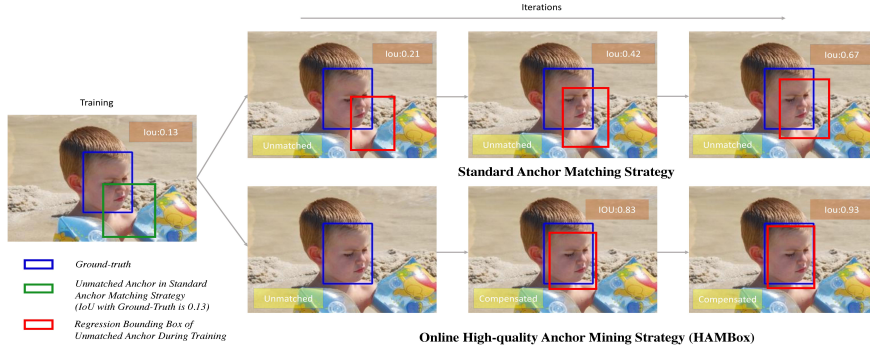 Iterations
Training
Iou:0.13
Iou:0.21
Unmatched
Iou:0.42
Unmatched
Iou:0.67
Unmatched
Standard Anchor Matching Strategy
Unmatched
IOU:0.83
Compensated
Iou:0.93
Compensated
Online High-quality Anchor Mining Strategy (HAMBox)
Ground-truth
Unmatched Anchor in Standard
Anchor Matching Strategy
(IoU with Ground-Truth is 0.13)
Regression Bounding Box of
Unmatched Anchor During Training